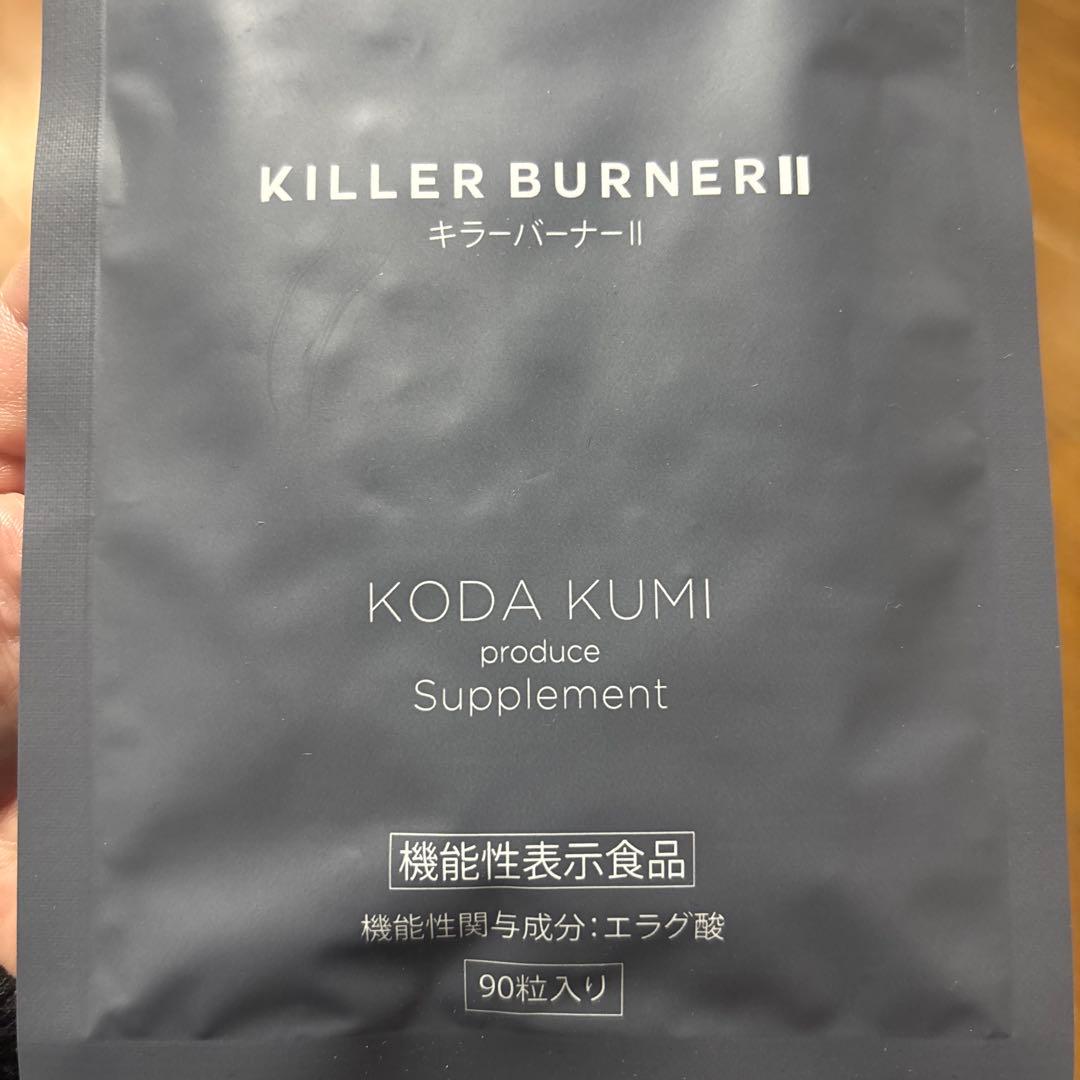 KILLER BURNERⅡ
キラーバーナーⅡ
KODA KUMI
produce
Supplement
機能性表示食品
機能性関与成分：エラグ酸
90粒入り